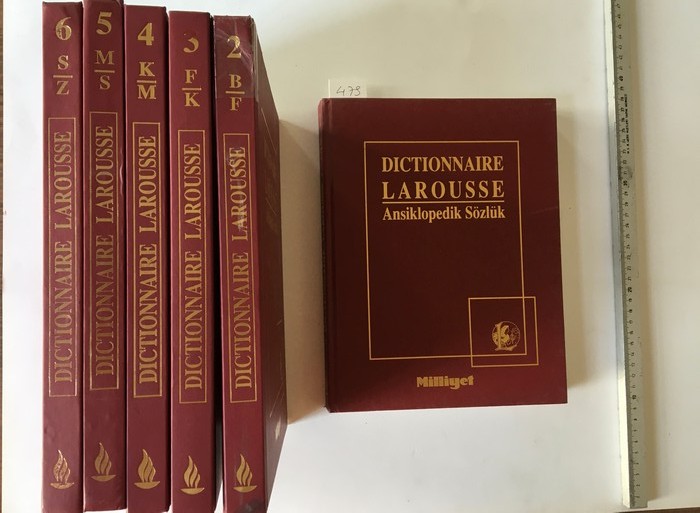 6
S
Z
DICTIONNAIRE LAROUSSE
5
M
S
DICTIONNAIRE LAROUSSE
4
K
M
DICTIONNAIRE LAROUSSE
3
F
K
DICTIONNAIRE LAROUSSE
2
B
F
DICTIONNAIRE LAROUSSE
479
DICTIONNAIRE
LAROUSSE
Ansiklopedik Sözlük
Milliyet